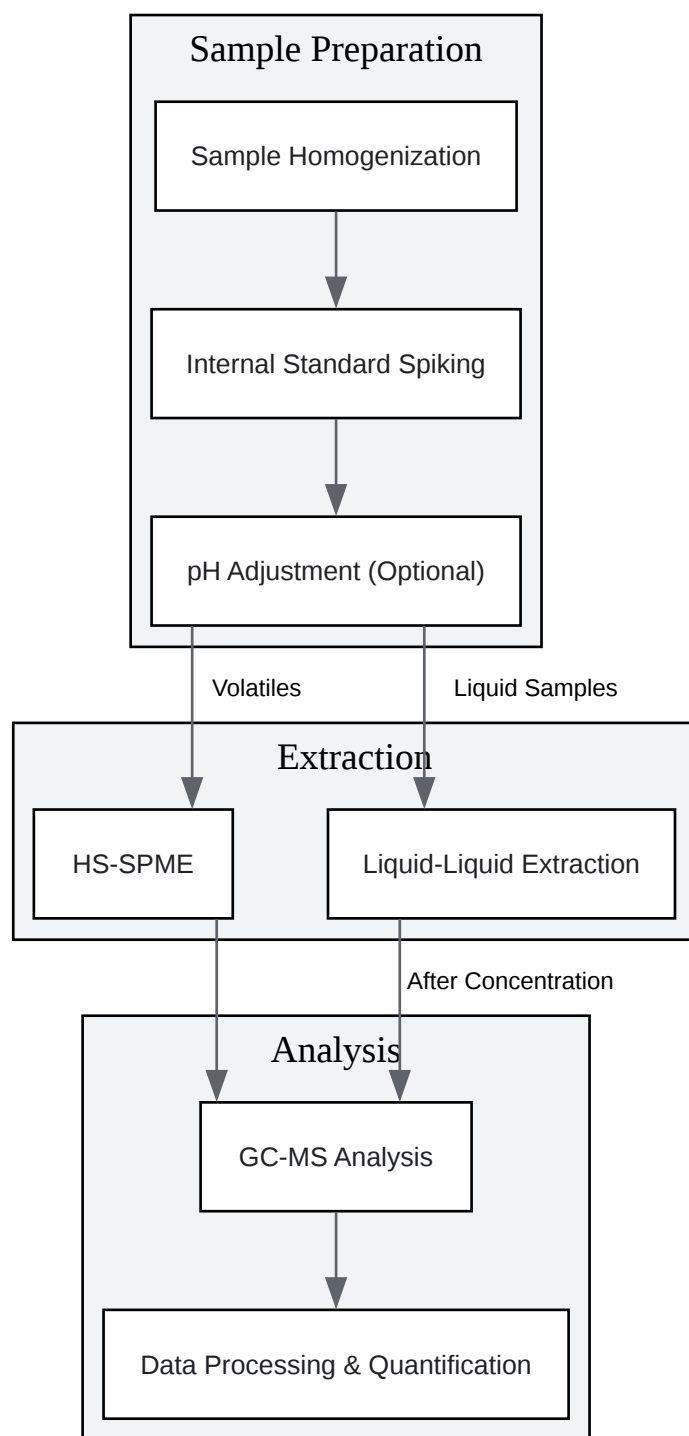 Sample Preparation
Sample Homogenization
Internal Standard Spiking
pH Adjustment (Optional)
Volatiles
Liquid Samples
Extraction
HS-SPME
Liquid-Liquid Extraction
After Concentration
Analysis
GC-MS Analysis
Data Processing & Quantification